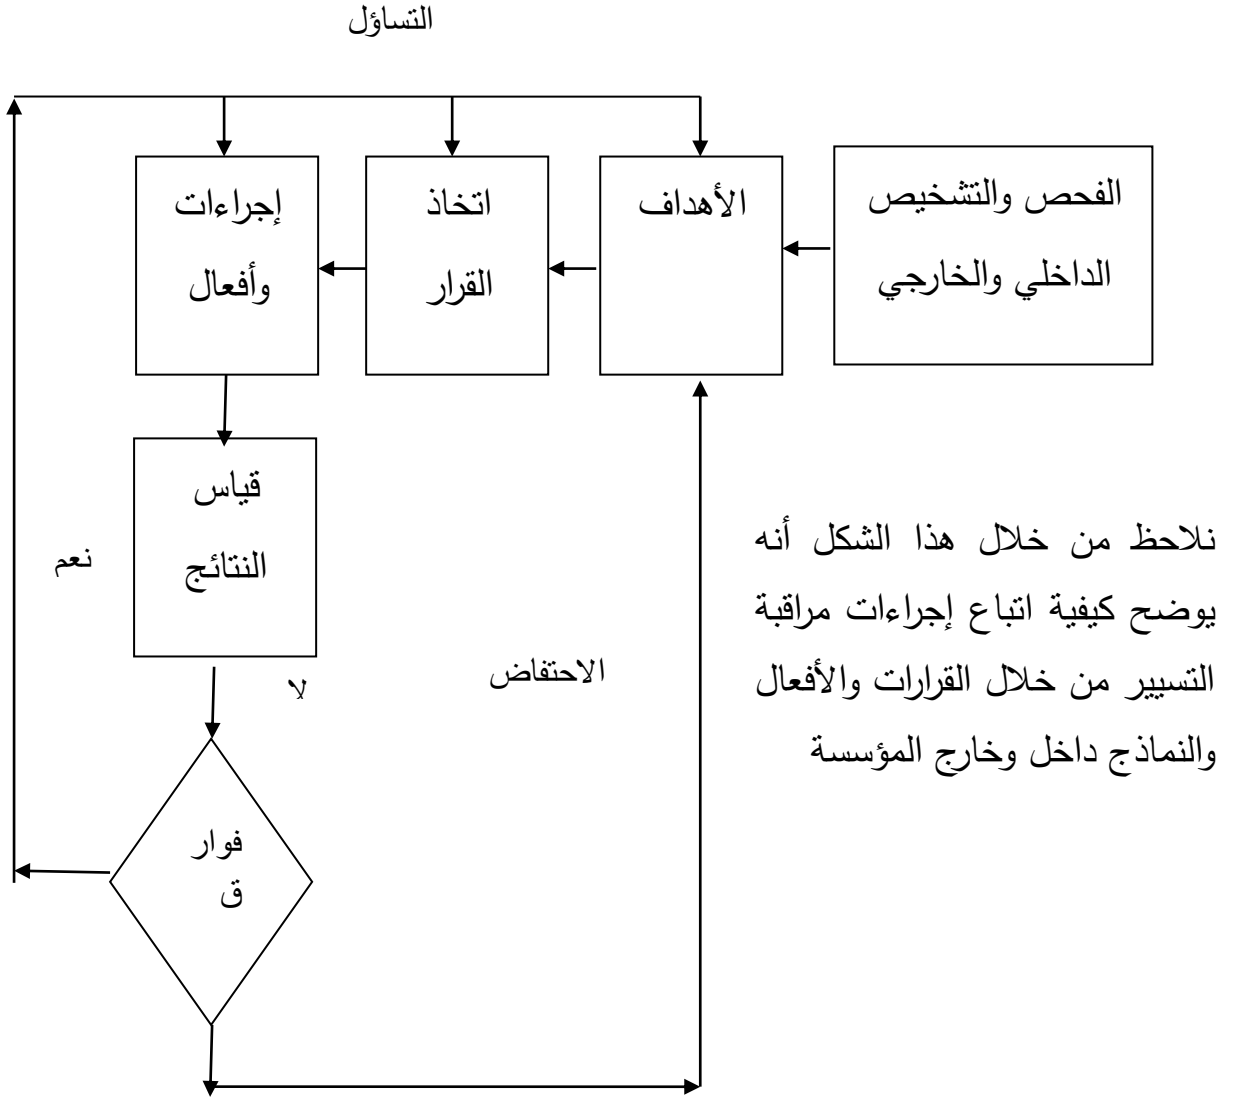 التساؤل
الفحص والتشخيص
الداخلي والخارجي
الأهداف
اتخاذ
القرار
إجراءات
وأفعال
قياس
النتائج
نعم
لا
الاحتفاض
فوار
ق
نلاحظ من خلال هذا الشكل أنه
يوضح كيفية اتباع إجراءات مراقبة
التسيير من خلال القرارات والأفعال
والنماذج داخل وخارج المؤسسة